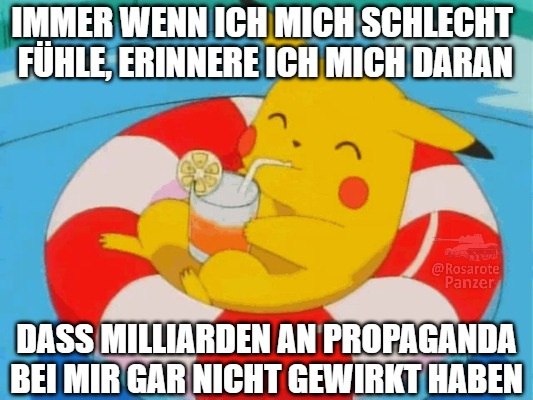 IMMER WENN ICH MICH SCHLECHT
FÜHLE, ERINNERE ICH MICH DARAN
@Rosarote
Panzer
DASS MILLIARDEN AN PROPAGANDA
BEI MIR GAR NICHT GEWIRKT HABEN